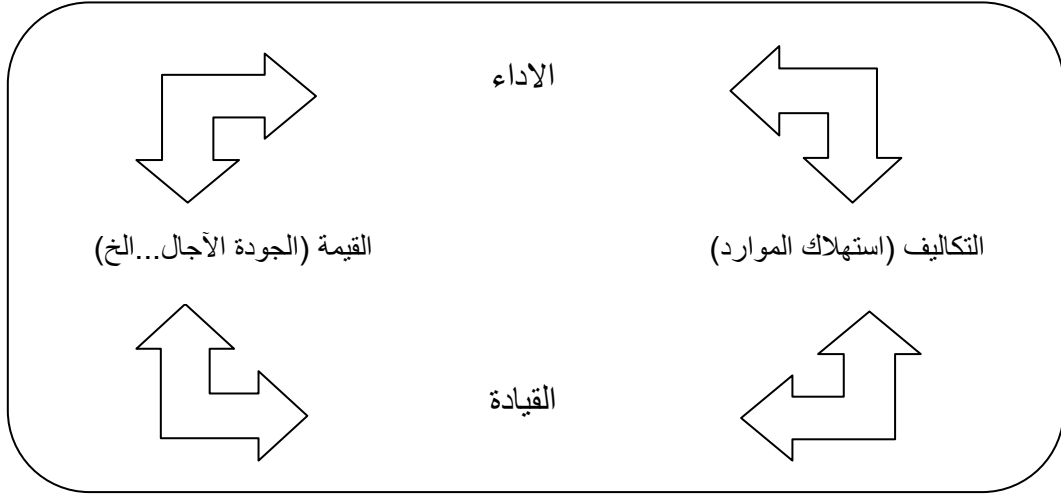 الاداء
التكاليف (استهلاك الموارد)
القيمة (الجودة الآجال...الخ)
القيادة